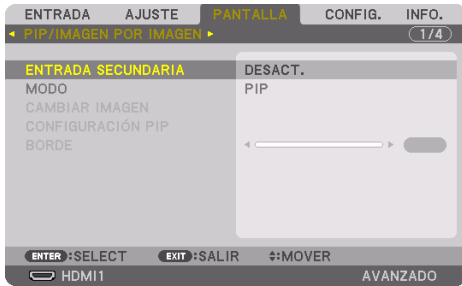 ENTRADA AJUSTE PANTALLA CONFIG. INFO.
PIP/IMAGEN POR IMAGEN 1/4
ENTRADA SECUNDARIA DESACT.
MODO PIP
CAMBIAR IMAGEN
CONFIGURACIÓN PIP
BORDE
ENTER:SELECT EXIT:SALIR :MOVER
HDMI1 AVANZADO